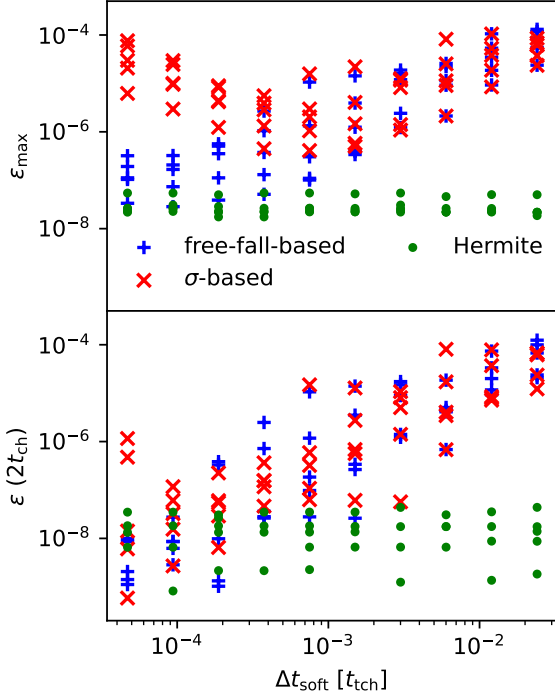 10⁻⁴
10⁻⁶
10⁻⁸
ε_max
free-fall-based
Hermite
σ-based
10⁻⁴
10⁻⁶
10⁻⁸
ε (2t_ch)
10⁻⁴ 10⁻³ 10⁻²
Δt_soft [t_tch]